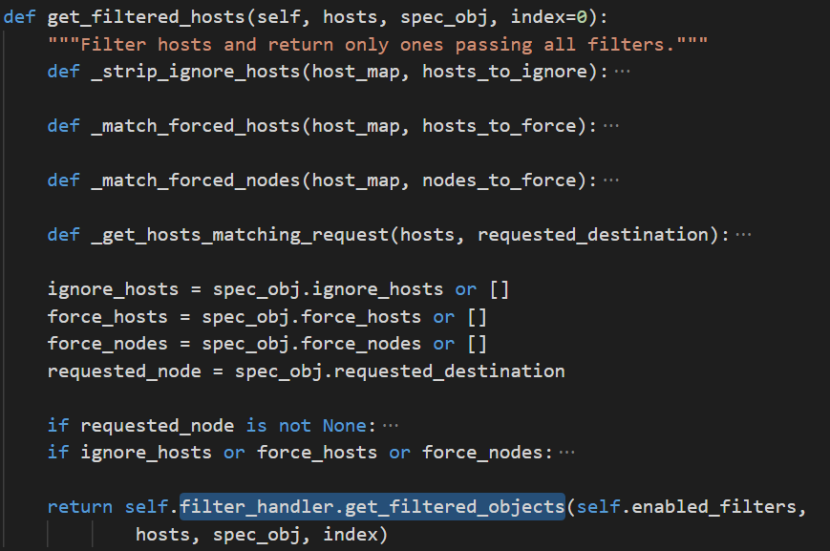 def get_filtered_hosts(self, hosts, spec_obj, index=0):
    """Filter hosts and return only ones passing all filters."""
    def _strip_ignore_hosts(host_map, hosts_to_ignore):···
    def _match_forced_hosts(host_map, hosts_to_force):···
    def _match_forced_nodes(host_map, nodes_to_force):···
    def _get_hosts_matching_request(hosts, requested_destination):···
    ignore_hosts = spec_obj.ignore_hosts or []
    force_hosts = spec_obj.force_hosts or []
    force_nodes = spec_obj.force_nodes or []
    requested_node = spec_obj.requested_destination
    if requested_node is not None:···
    if ignore_hosts or force_hosts or force_nodes:···
    return self.filter_handler.get_filtered_objects(self.enabled_filters,
            hosts, spec_obj, index)